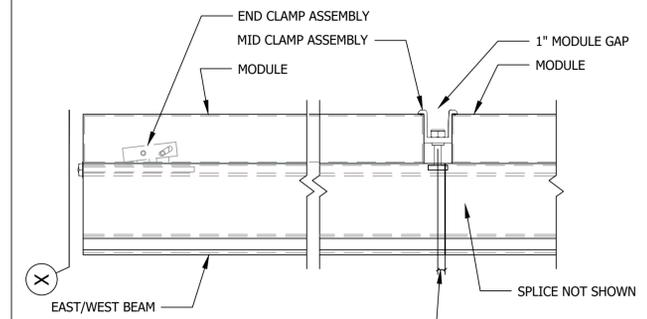 END CLAMP ASSEMBLY
MID CLAMP ASSEMBLY
1" MODULE GAP
MODULE
MODULE
X
EAST/WEST BEAM
SPLICE NOT SHOWN